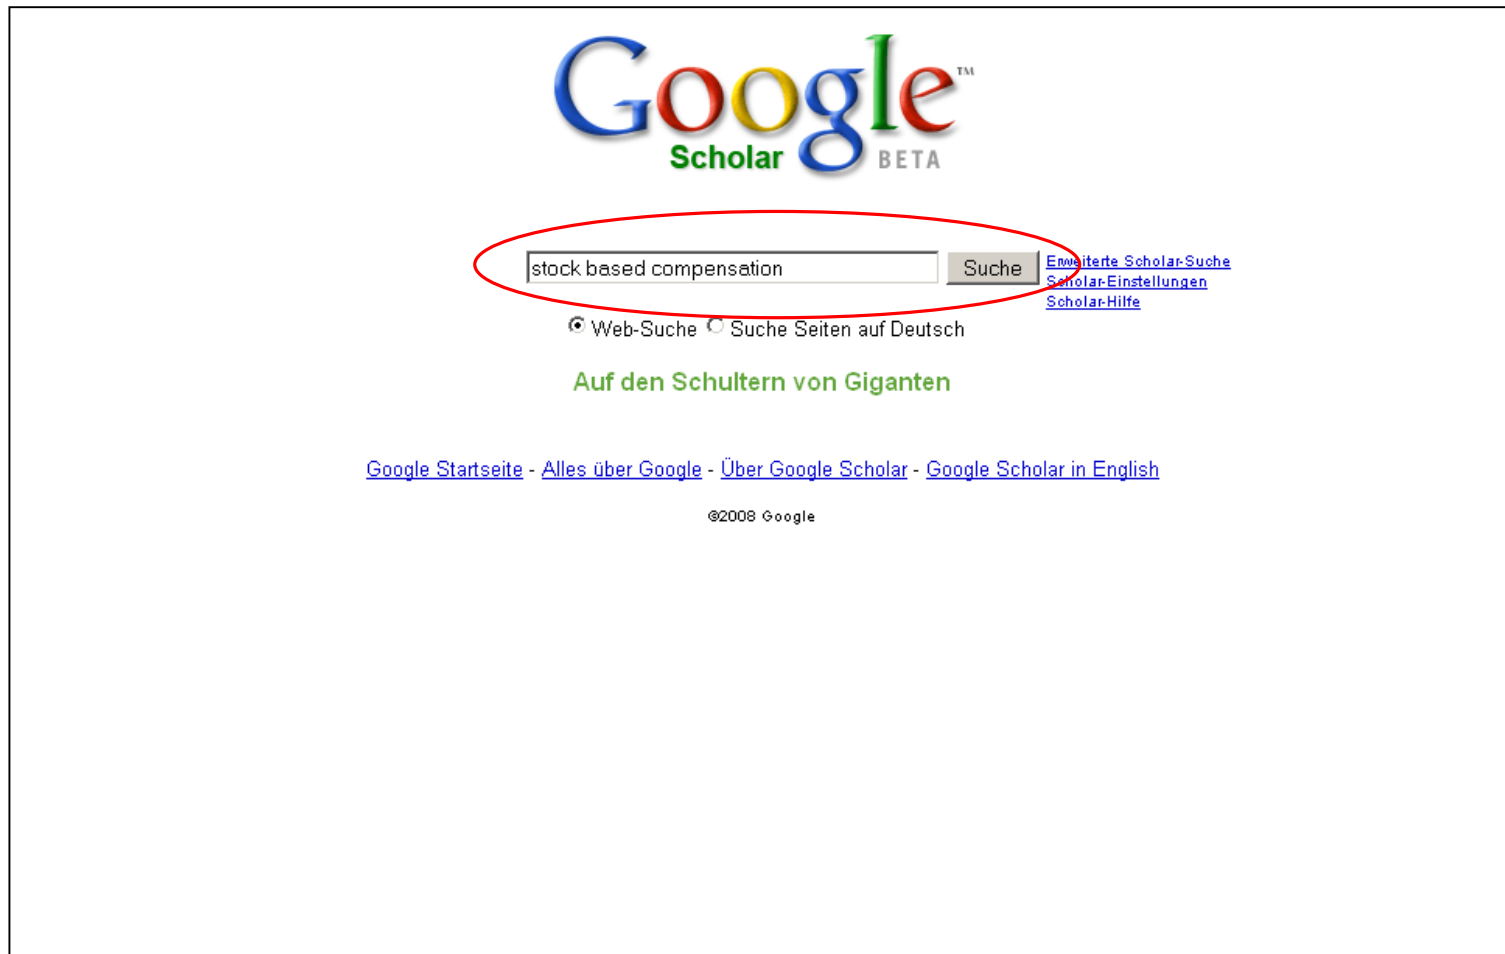 Google™
Scholar BETA
stock based compensation Suche
Erweiterte Scholar-Suche
Scholar-Einstellungen
Scholar-Hilfe
Web-Suche Suche Seiten auf Deutsch
Auf den Schultern von Giganten
Google Startseite - Alles über Google - Über Google Scholar - Google Scholar in English
©2008 Google